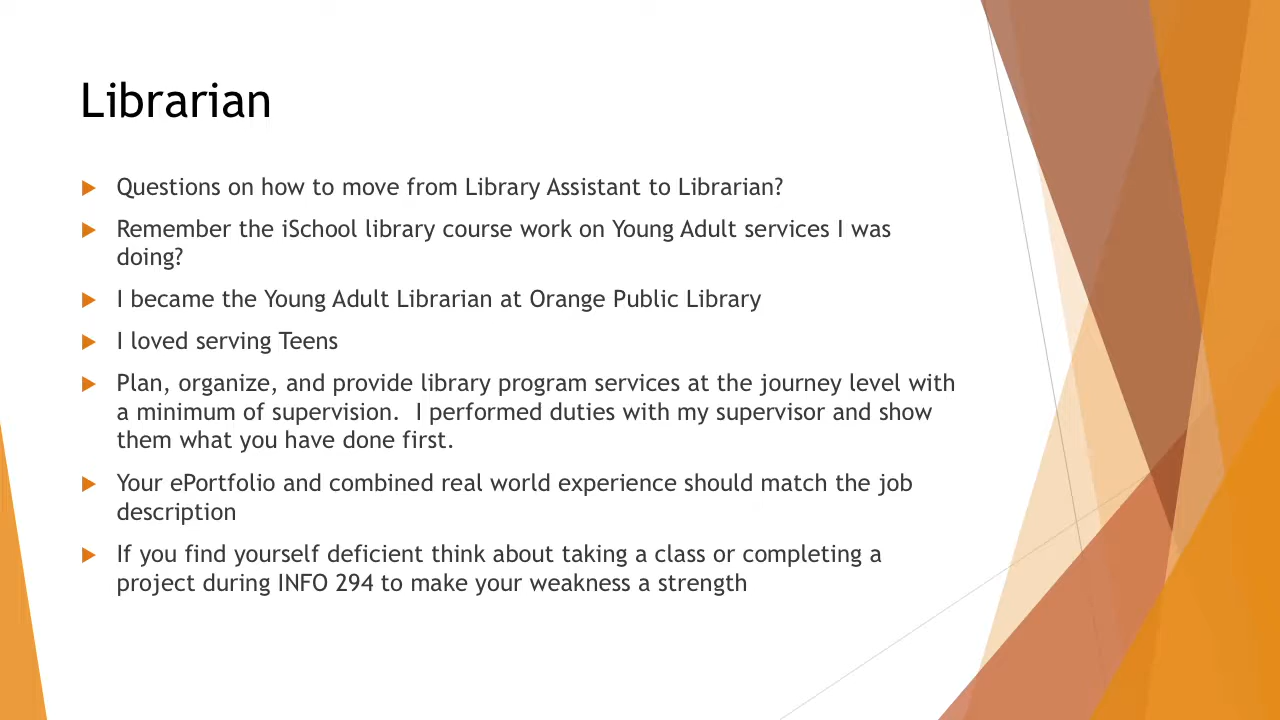 Librarian
Questions on how to move from Library Assistant to Librarian?
Remember the iSchool library course work on Young Adult services I was
doing?
I became the Young Adult Librarian at Orange Public Library
I loved serving Teens
Plan, organize, and provide library program services at the journey level with
a minimum of supervision.  I performed duties with my supervisor and show
them what you have done first.
Your ePortfolio and combined real world experience should match the job
description
If you find yourself deficient think about taking a class or completing a
project during INFO 294 to make your weakness a strength